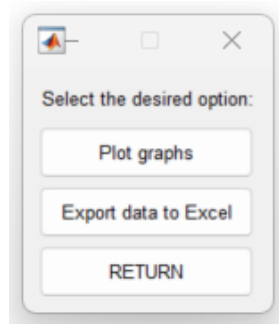 Select the desired option:
Plot graphs
Export data to Excel
RETURN